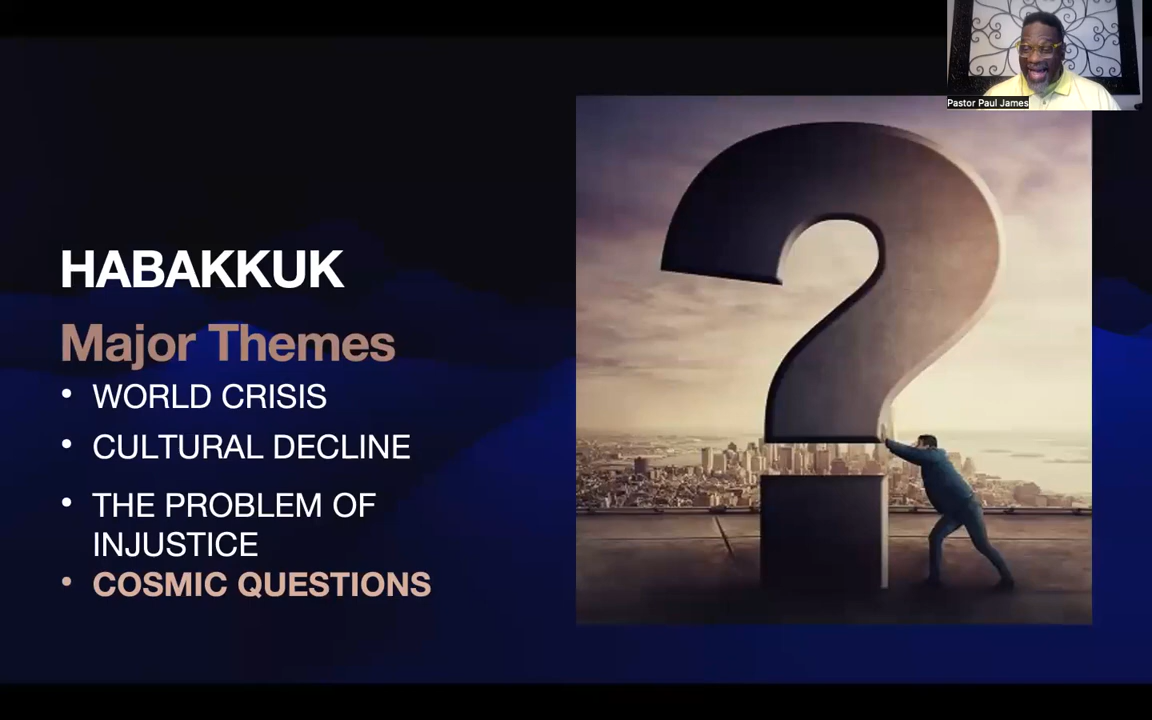 Pastor Paul James
HABAKKUK
Major Themes
• WORLD CRISIS
• CULTURAL DECLINE
• THE PROBLEM OF
INJUSTICE
• COSMIC QUESTIONS